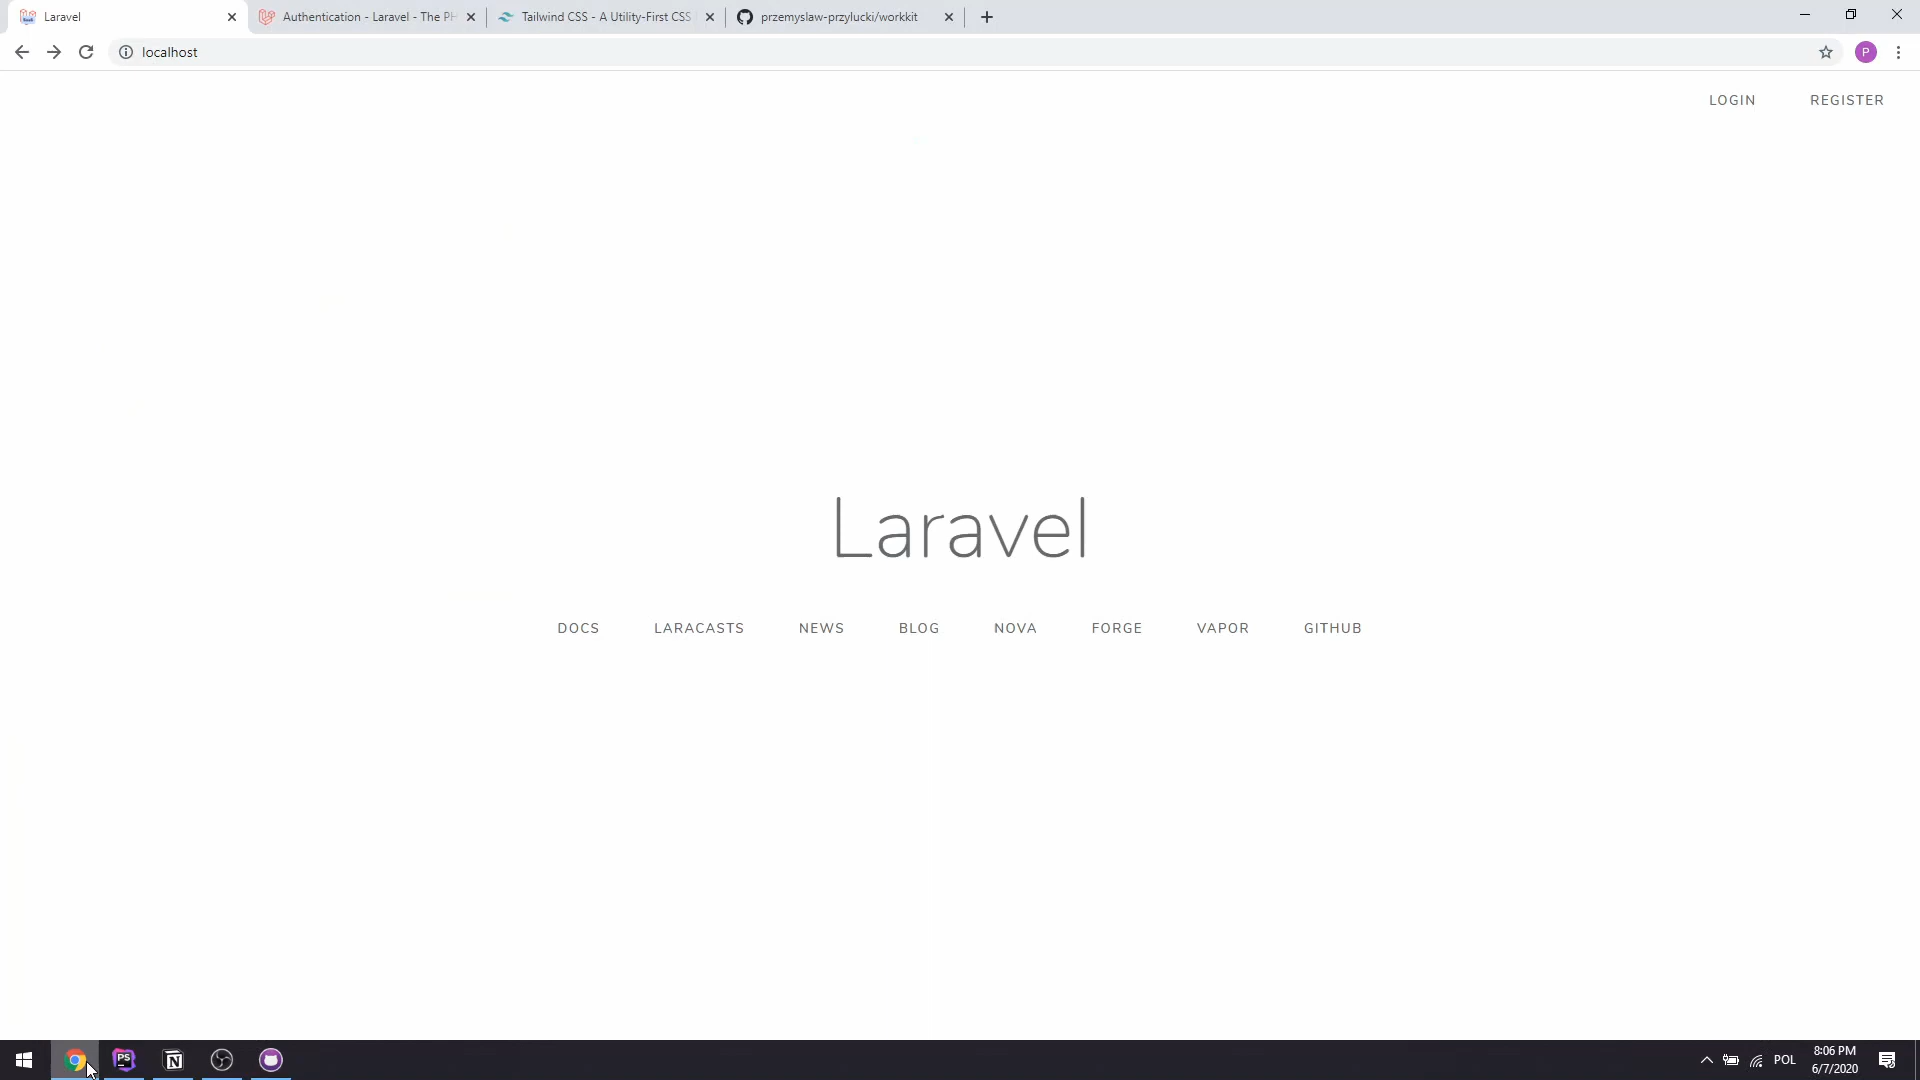 Laravel
Authentication - Laravel - The PH
Tailwind CSS - A Utility-First CSS
przemyslaw-przylucki/workkit
localhost
P
LOGIN REGISTER
Laravel
DOCS LARACASTS NEWS BLOG NOVA FORGE VAPOR GITHUB
PS
N
POL
8:06 PM
6/7/2020